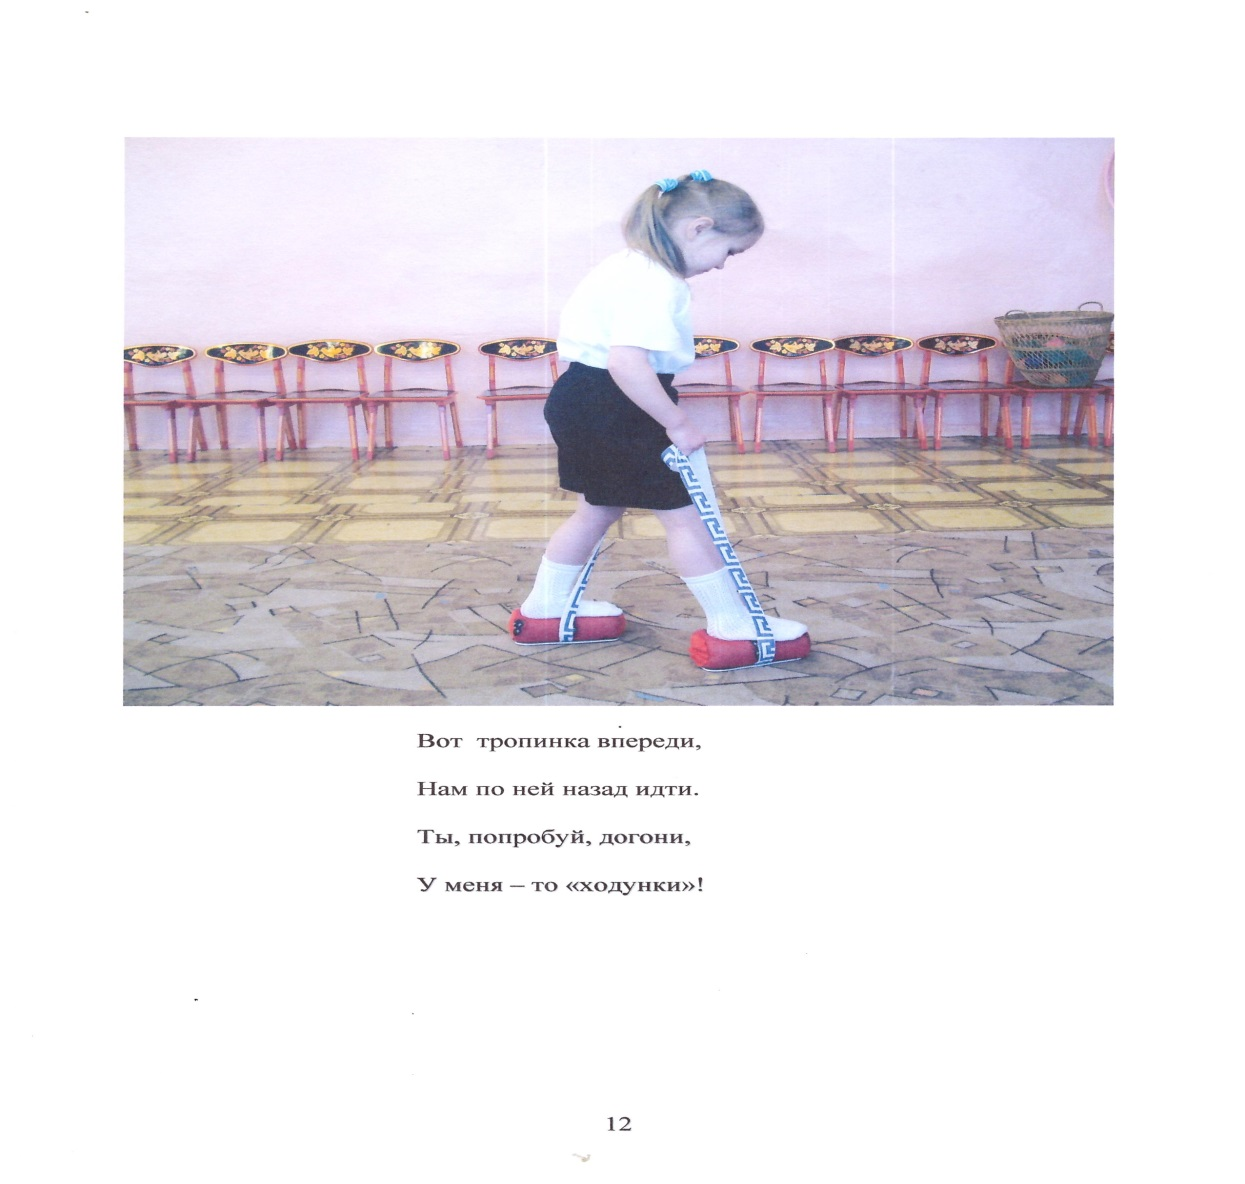 Вот  тропинка впереди,
Нам по ней назад идти.
Ты, попробуй, догони,
У меня – то «ходунки»!
12